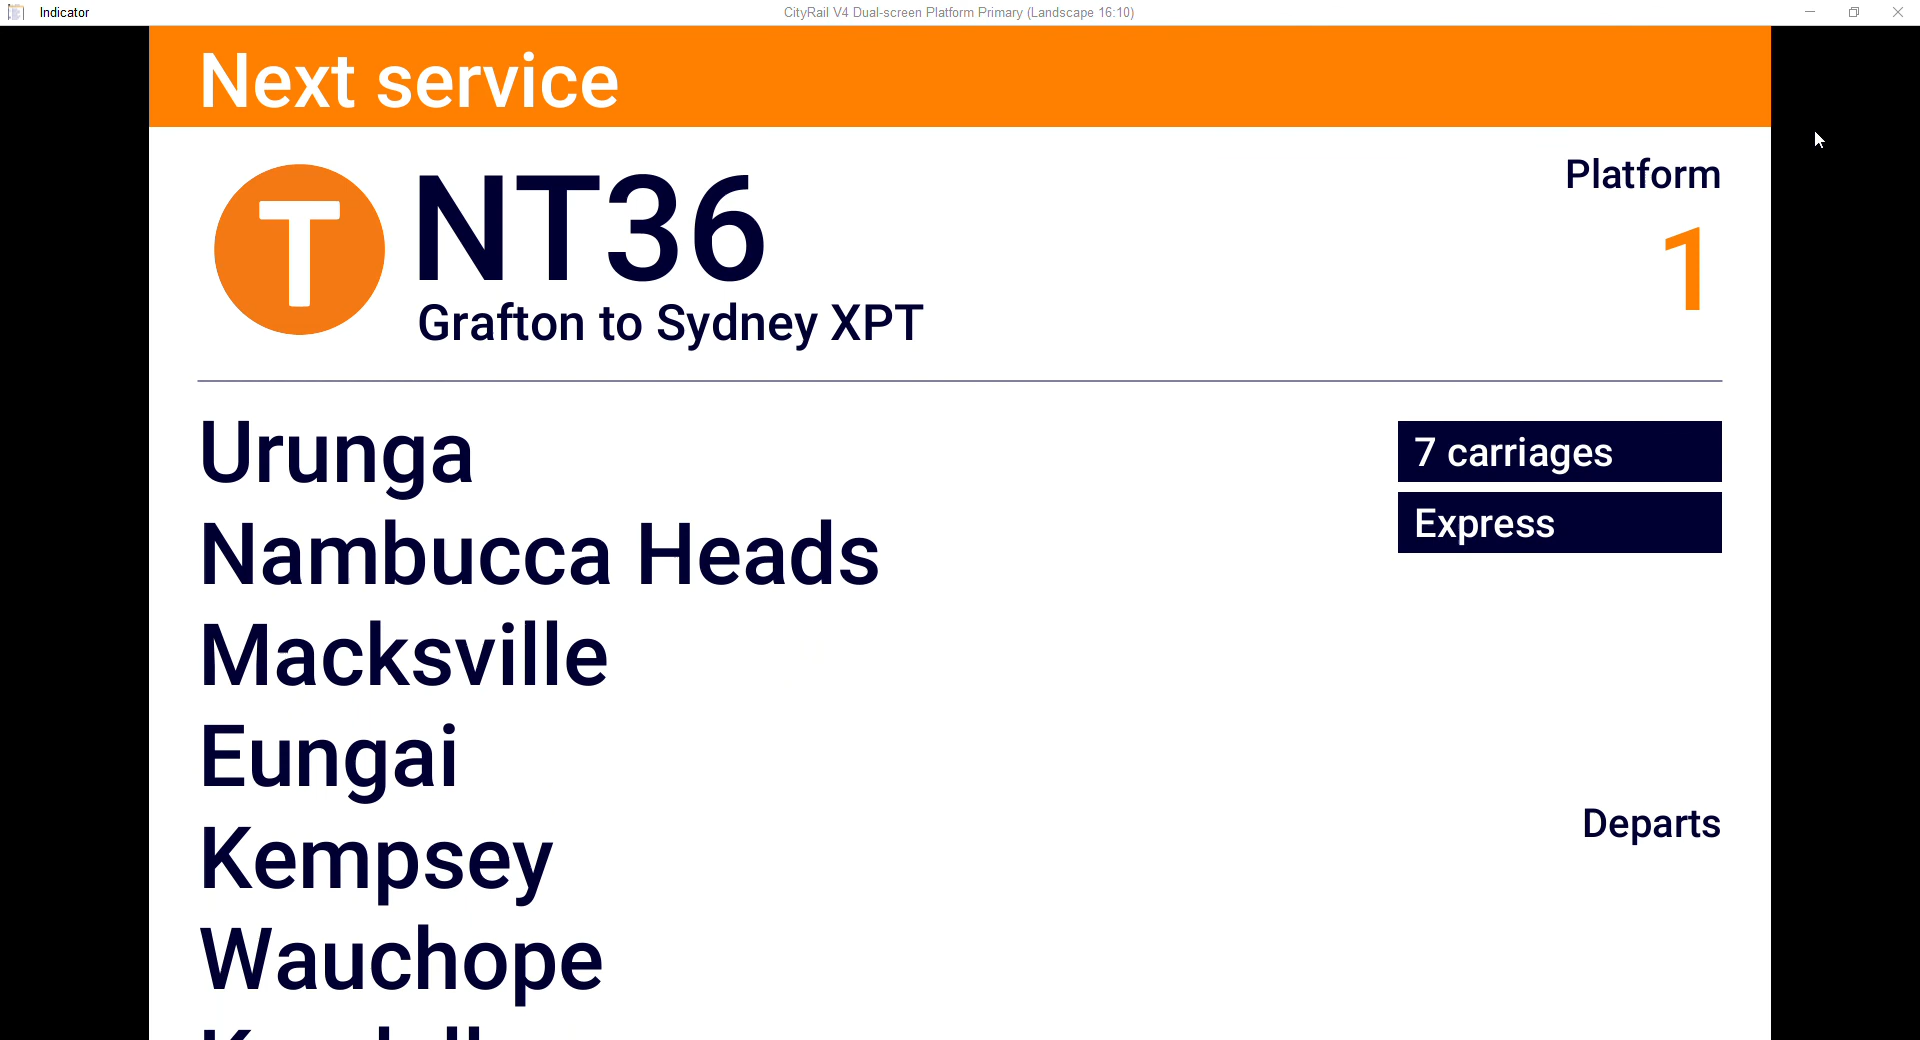 Indicator
CityRail V4 Dual-screen Platform Primary (Landscape 16:10)
Next service
T
NT36
Grafton to Sydney XPT
Platform
1
Urunga
Nambucca Heads
Macksville
Eungai
Kempsey
Wauchope
7 carriages
Express
Departs